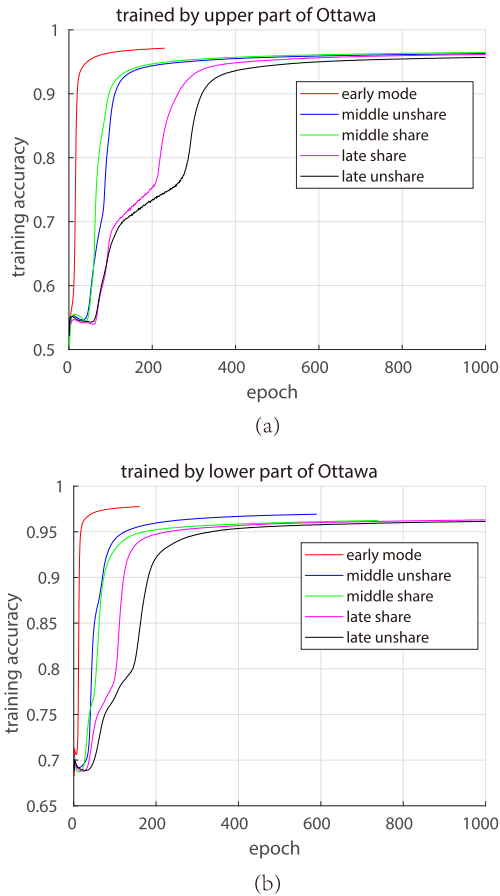 trained by upper part of Ottawa
1
0.9
0.8
0.7
0.6
0.5
training accuracy
early mode
middle unshare
middle share
late share
late unshare
0 200 400 600 800 1000
epoch
(a)
trained by lower part of Ottawa
1
0.95
0.9
0.85
0.8
0.75
0.7
0.65
training accuracy
early mode
middle unshare
middle share
late share
late unshare
0 200 400 600 800 1000
epoch
(b)